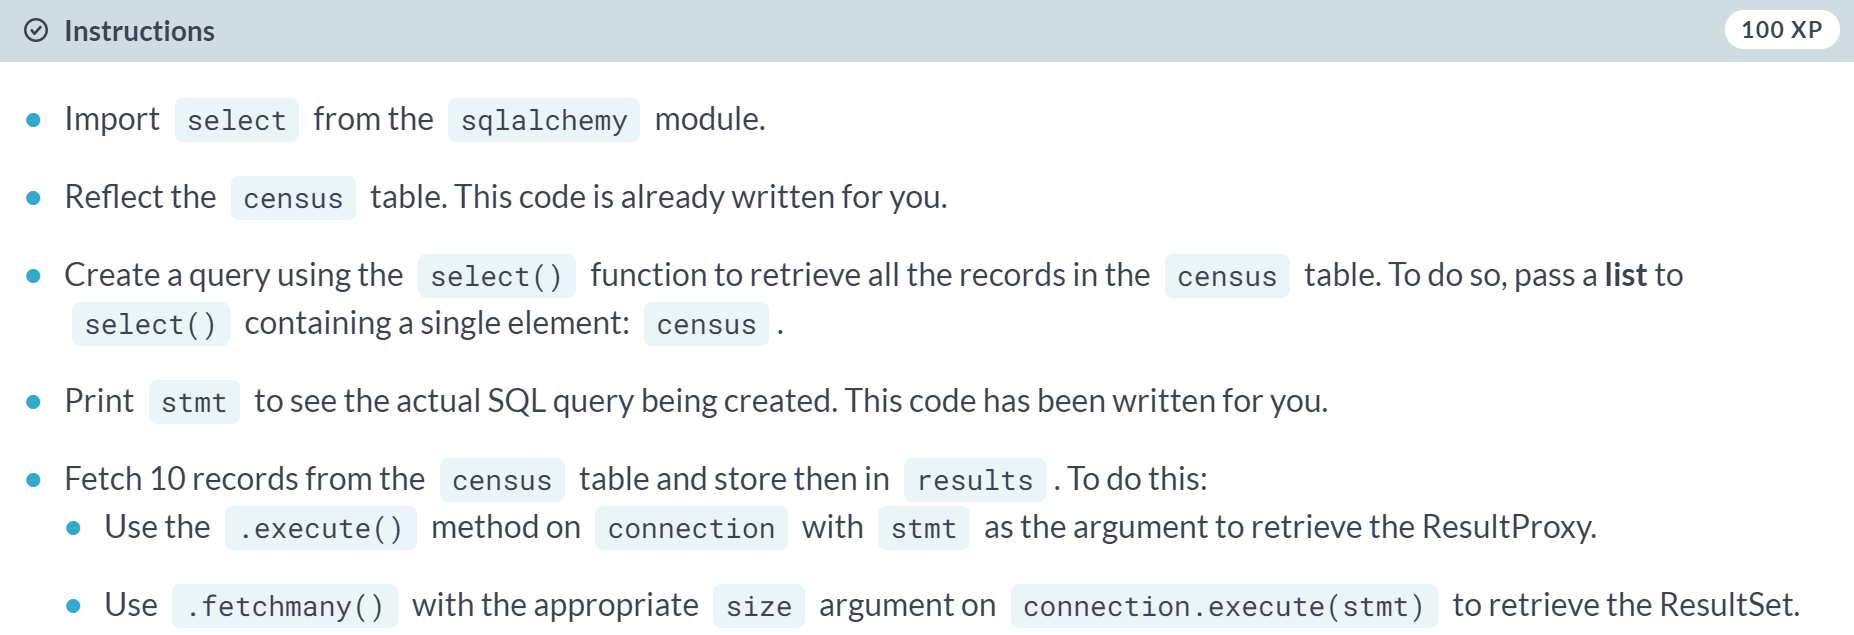 Instructions
100 XP
Import select from the sqlalchemy module.
Reflect the census table. This code is already written for you.
Create a query using the select() function to retrieve all the records in the census table. To do so, pass a list to
select() containing a single element: census .
Print stmt to see the actual SQL query being created. This code has been written for you.
Fetch 10 records from the census table and store then in results . To do this:
Use the .execute() method on connection with stmt as the argument to retrieve the ResultProxy.
Use .fetchmany() with the appropriate size argument on connection.execute(stmt) to retrieve the ResultSet.